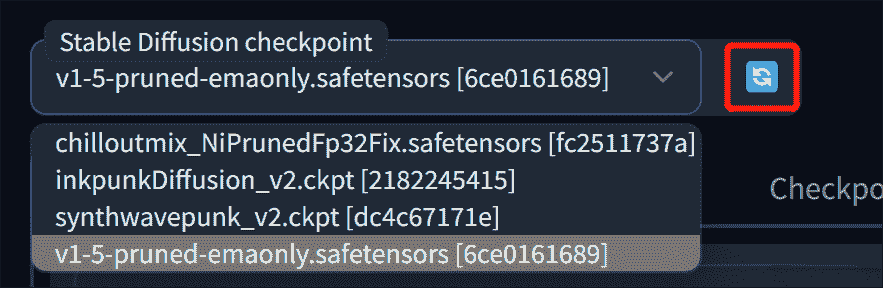 Stable Diffusion checkpoint
v1-5-pruned-emaonly.safetensors [6ce0161689]
chilloutmix_NiPrunedFp32Fix.safetensors [fc2511737a]
inkpunkDiffusion_v2.ckpt [2182245415]
synthwavepunk_v2.ckpt [dc4c67171e]
Checkpo
v1-5-pruned-emaonly.safetensors [6ce0161689]